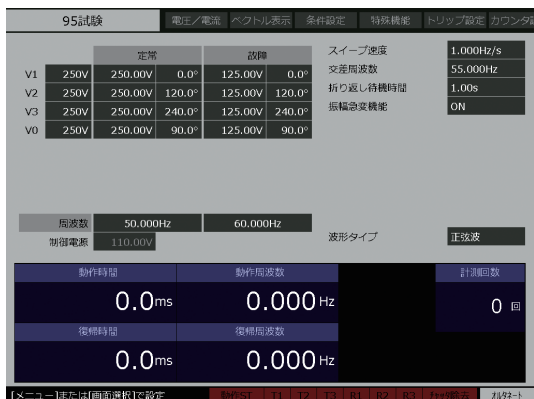 95試験 電圧/電流 ベクトル表示 条件設定 特殊機能 トリップ設定 カウンタ
定常 故障
V1 250V 250.00V 0.0° 125.00V 0.0°
V2 250V 250.00V 120.0° 125.00V 120.0°
V3 250V 250.00V 240.0° 125.00V 240.0°
V0 250V 250.00V 90.0° 125.00V 90.0°
スイープ速度 1.000Hz/s
交差周波数 55.000Hz
折り返し待機時間 1.00s
振幅急変機能 ON
周波数 50.000Hz 60.000Hz
制御電源 110.00V
波形タイプ 正弦波
動作時間 動作周波数 計測回数
0.0ms 0.000Hz 0 回
復帰時間 復帰周波数
0.0ms 0.000Hz
[メニュー]または[画面選択]で設定 動作ST T1 T2 T3 R1 R2 R3